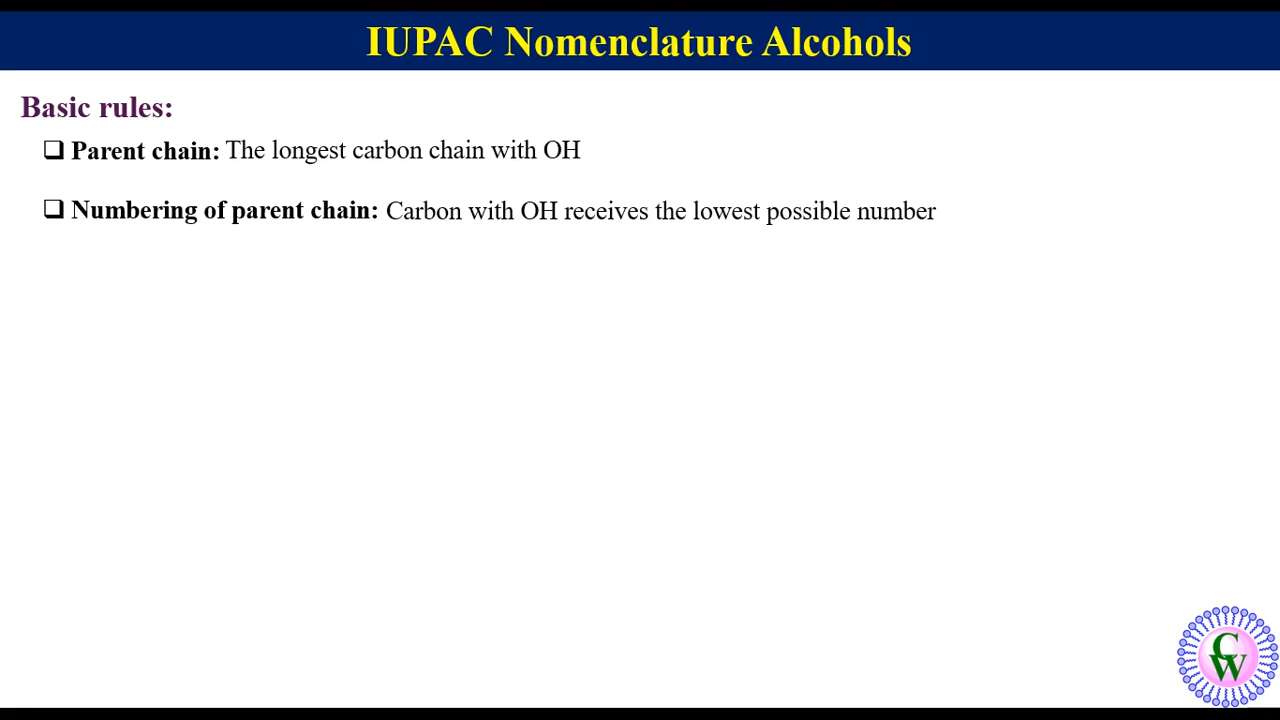 IUPAC Nomenclature Alcohols
Basic rules:
❑ Parent chain: The longest carbon chain with OH
❑ Numbering of parent chain: Carbon with OH receives the lowest possible number
CW